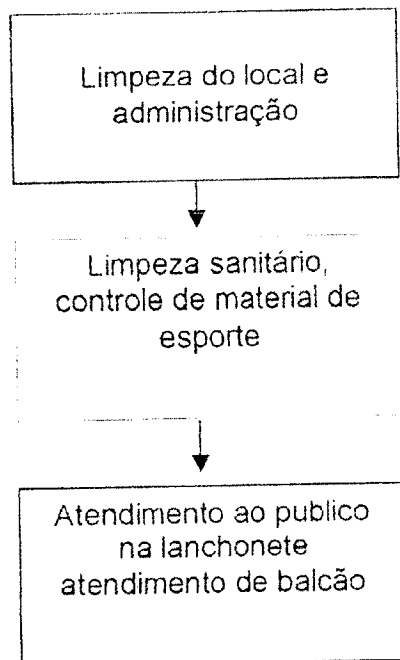 Limpeza do local e
administração
Limpeza sanitário,
controle de material de
esporte
Atendimento ao publico
na lanchonete
atendimento de balcão